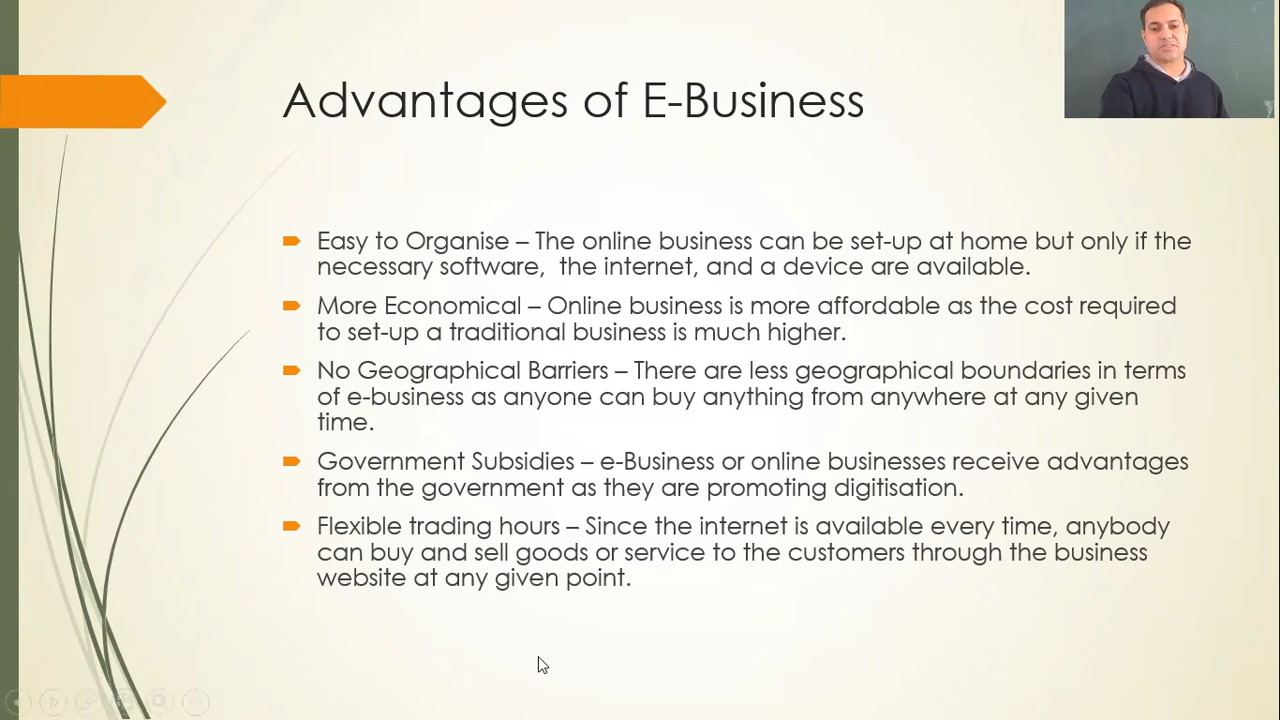 Advantages of E-Business
Easy to Organise – The online business can be set-up at home but only if the
necessary software,  the internet, and a device are available.
More Economical – Online business is more affordable as the cost required
to set-up a traditional business is much higher.
No Geographical Barriers – There are less geographical boundaries in terms
of e-business as anyone can buy anything from anywhere at any given
time.
Government Subsidies – e-Business or online businesses receive advantages
from the government as they are promoting digitisation.
Flexible trading hours – Since the internet is available every time, anybody
can buy and sell goods or service to the customers through the business
website at any given point.